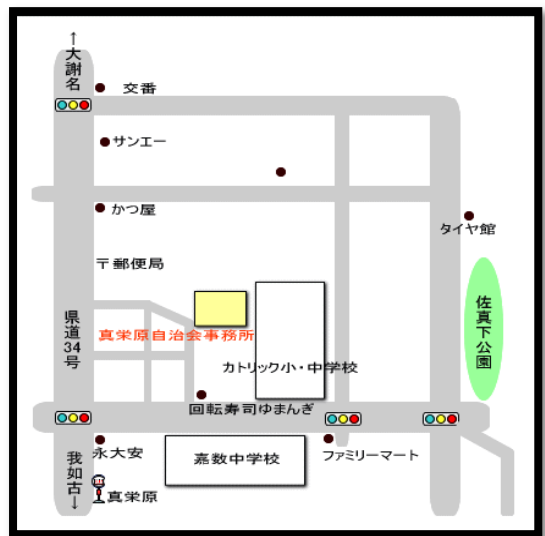 ↑大謝名
交番
サンエー
かつ屋
タイヤ館
〒郵便局
県道34号
真栄原自治会事務所
佐真下公園
カトリック小・中学校
回転寿司ゆまんぎ
永大安
嘉数中学校
ファミリーマート
我如古↓
真栄原